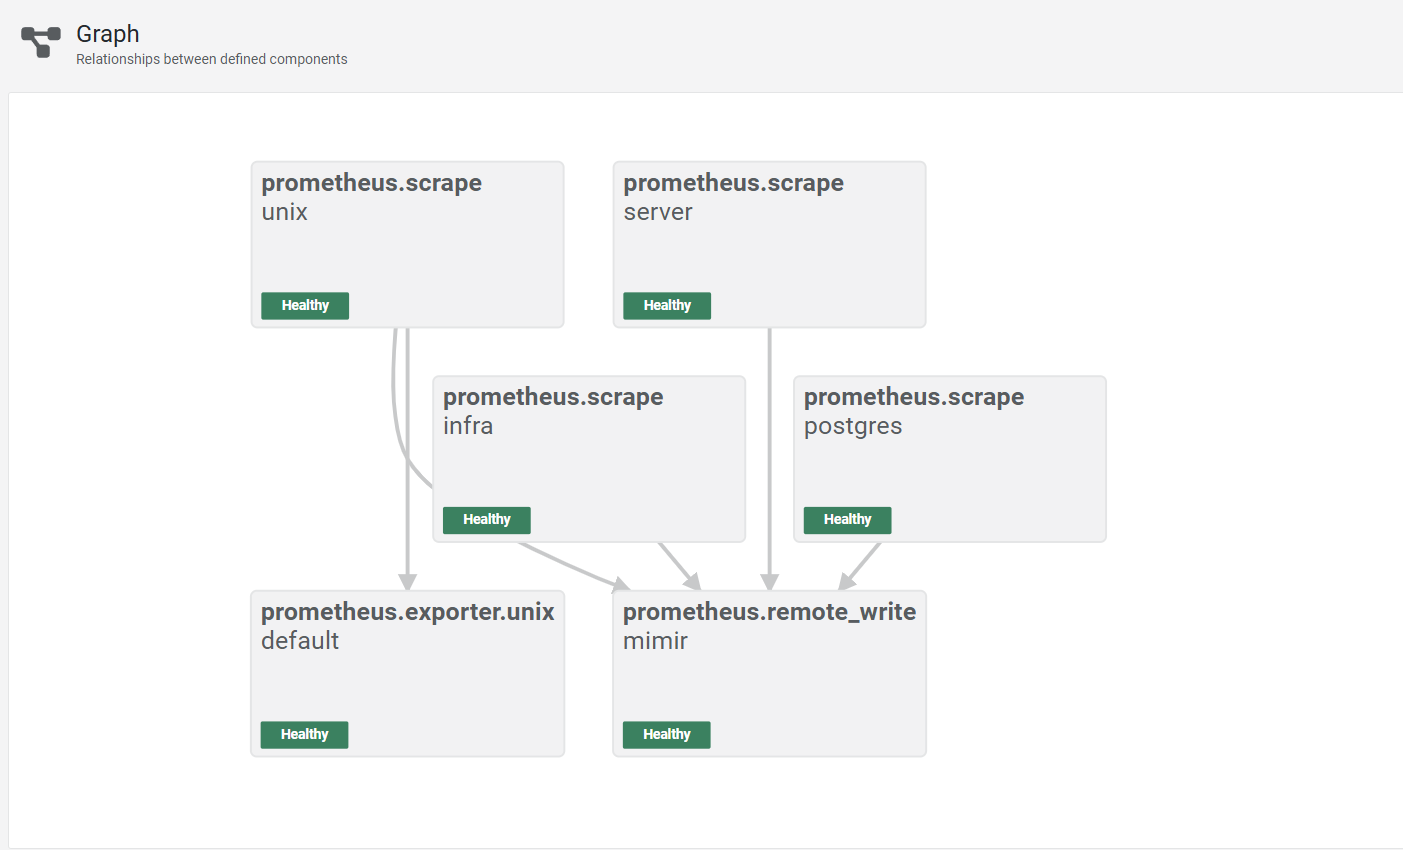 Graph
Relationships between defined components
prometheus.scrape
unix
Healthy
prometheus.scrape
server
Healthy
prometheus.scrape
infra
Healthy
prometheus.scrape
postgres
Healthy
prometheus.exporter.unix
default
Healthy
prometheus.remote_write
mimir
Healthy